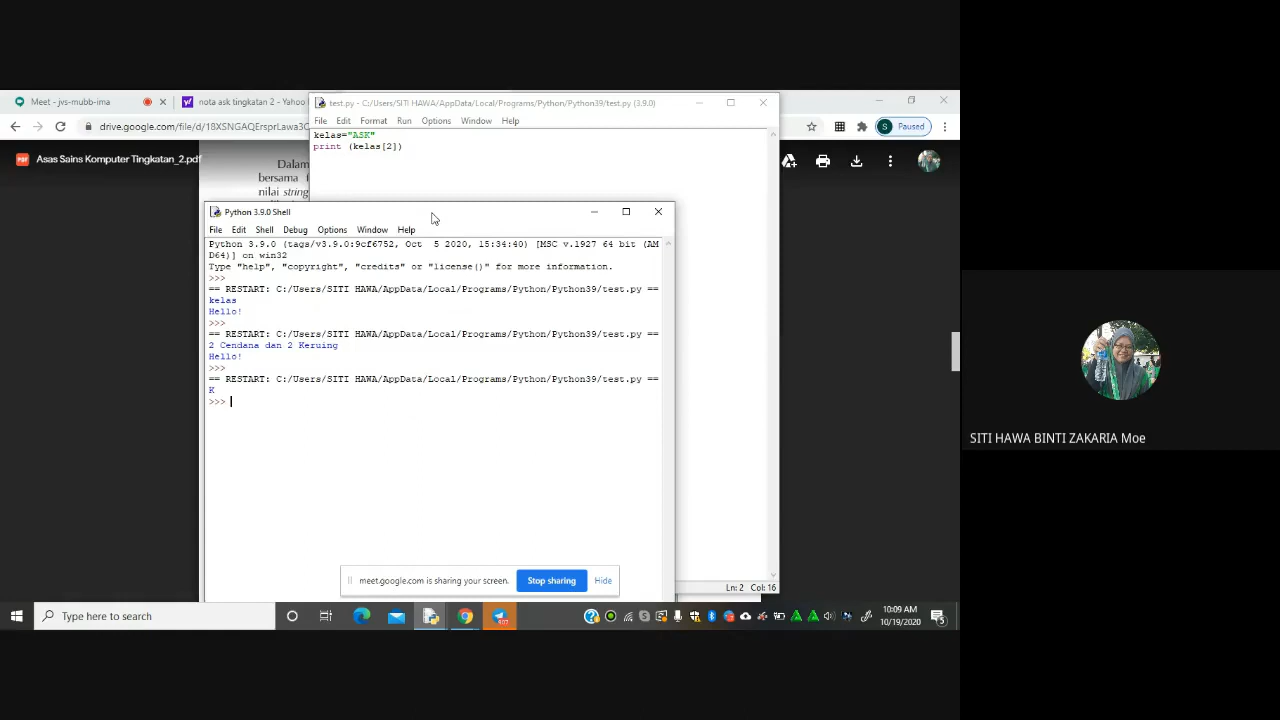 Meet - jvs-mubb-ima
nota ask tingkatan 2 - Yahoo
drive.google.com/file/d/
Paused
S
PDF
Asas Sains Komputer Tingkatan_2.pdf
Dalam
bersama
nilai string
test.py - C:/Users/SITI HAWA/AppData/Local/Programs/Python/Python39/test.py (3.9.0)
File Edit Format Run Options Window Help
kelas="ASK"
print (kelas[2])
Python 3.9.0 Shell
File Edit Shell Debug Options Window Help
Python 3.9.0 (tags/v3.9.0:9cf6752, Oct 5 2020, 15:34:40) [MSC v.1927 64 bit (AM
D64)] on win32
Type "help", "copyright", "credits" or "license()" for more information.
>>>
== RESTART: C:/Users/SITI HAWA/AppData/Local/Programs/Python/Python39/test.py ==
kelas
Hello!
>>>
== RESTART: C:/Users/SITI HAWA/AppData/Local/Programs/Python/Python39/test.py ==
2 Cendana dan 2 Keruing
Hello!
>>>
== RESTART: C:/Users/SITI HAWA/AppData/Local/Programs/Python/Python39/test.py ==
K
>>>
meet.google.com is sharing your screen.
Stop sharing
Hide
Ln: 2 Col: 16
Type here to search
10:09 AM
10/19/2020
5
SITI HAWA BINTI ZAKARIA Moe